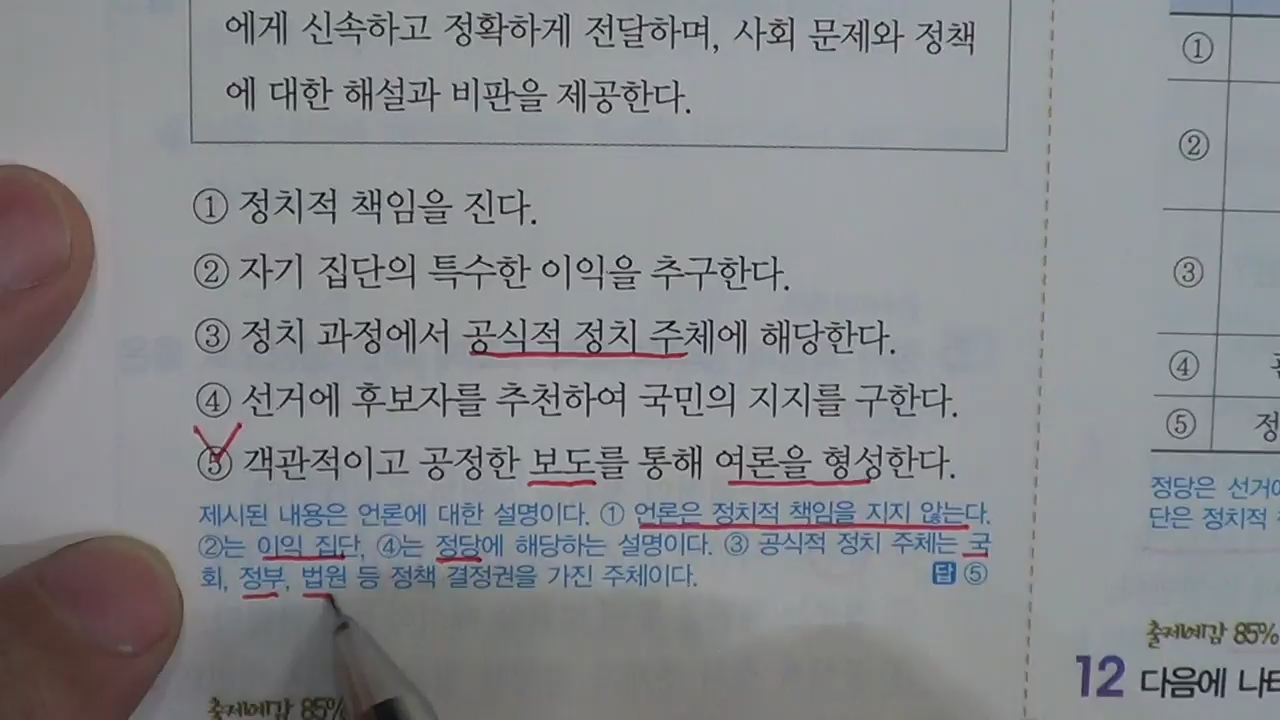 에게 신속하고 정확하게 전달하며, 사회 문제와 정책
에 대한 해설과 비판을 제공한다.
① 정치적 책임을 진다.
② 자기 집단의 특수한 이익을 추구한다.
③ 정치 과정에서 공식적 정치 주체에 해당한다.
④ 선거에 후보자를 추천하여 국민의 지지를 구한다.
⑤ 객관적이고 공정한 보도를 통해 여론을 형성한다.
제시된 내용은 언론에 대한 설명이다. ① 언론은 정치적 책임을 지지 않는다.
②는 이익 집단, ④는 정당에 해당하는 설명이다. ③ 공식적 정치 주체는 국
회, 정부, 법원 등 정책 결정권을 가진 주체이다. 답 ⑤
출제예감 85%
①
②
③
④
⑤ 정
정당은 선거에
단은 정치적
출제예감 85%
12 다음에 나타